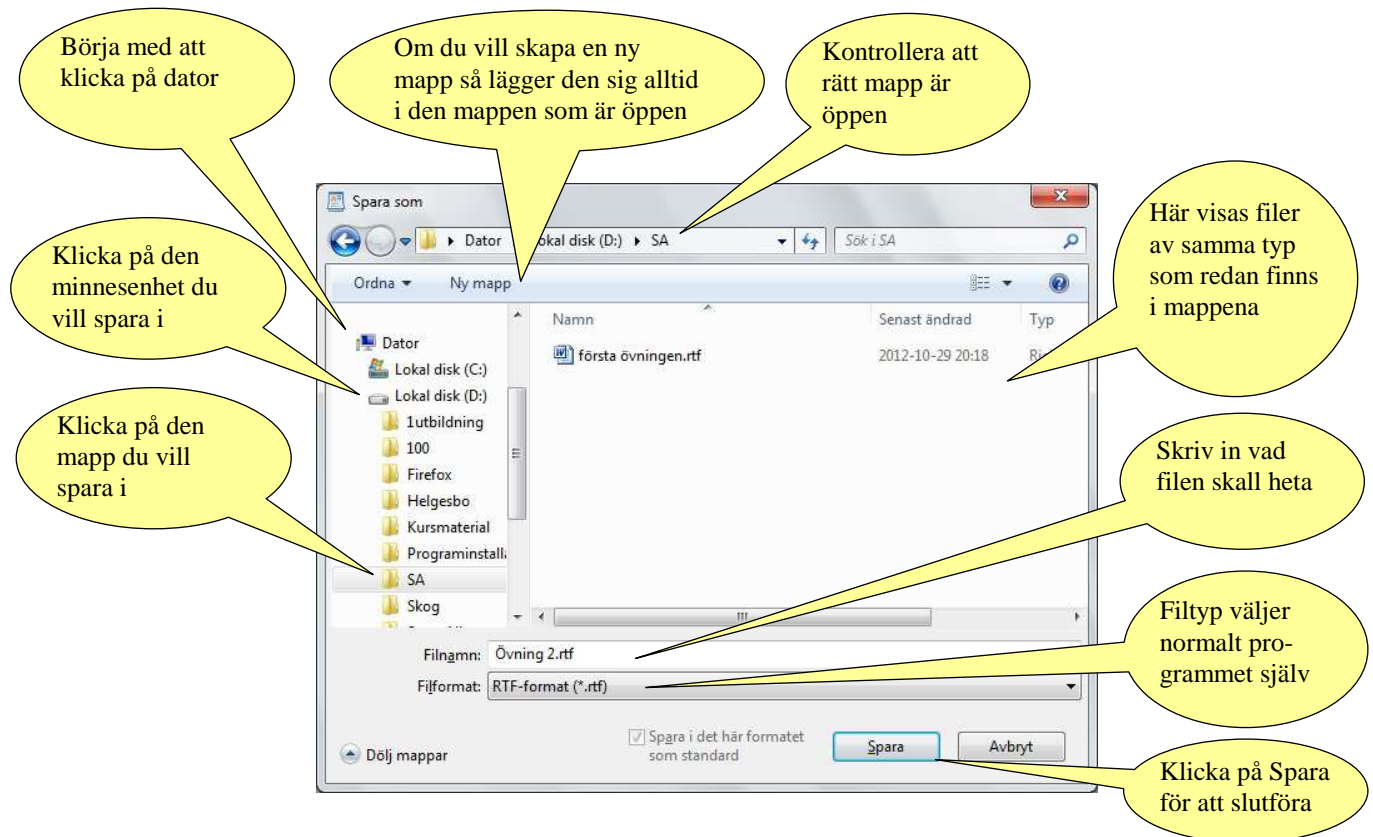 Börja med att
klicka på dator
Om du vill skapa en ny
mapp så lägger den sig alltid
i den mappen som är öppen
Kontrollera att
rätt mapp är
öppen
Här visas filer
av samma typ
som redan finns
i mappena
Klicka på den
minnesenhet du
vill spara i
Klicka på den
mapp du vill
spara i
Skriv in vad
filen skall heta
Filtyp väljer
normalt pro-
grammet själv
Klicka på Spara
för att slutföra
Spara som
Dator okal disk (D:) SA
Sök i SA
Ordna Ny mapp
Namn Senast ändrad Typ
första övningen.rtf 2012-10-29 20:18
Dator
Lokal disk (C:)
Lokal disk (D:)
1utbildning
100
Firefox
Helgesbo
Kursmaterial
Programinstalla
SA
Skog
Filnamn: Övning 2.rtf
Filformat: RTF-format (*.rtf)
Spara i det här formatet
som standard
Dölj mappar
Spara
Avbryt